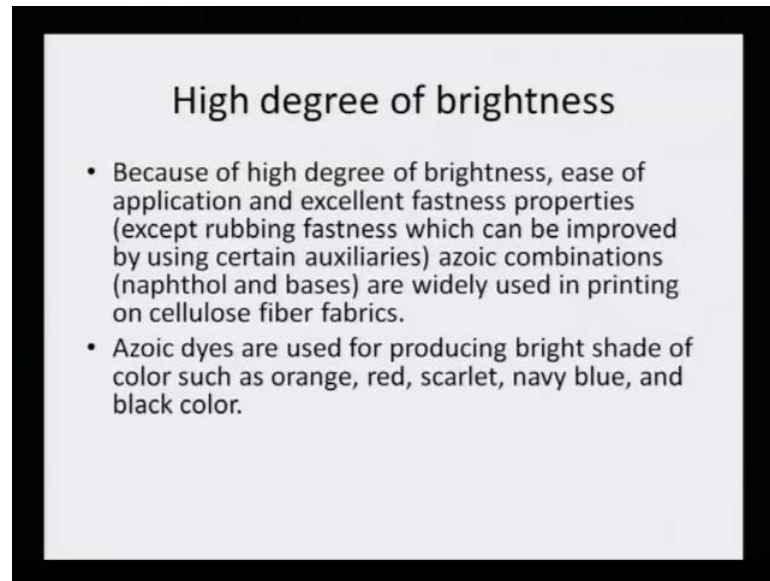 High degree of brightness
• Because of high degree of brightness, ease of
application and excellent fastness properties
(except rubbing fastness which can be improved
by using certain auxiliaries) azoic combinations
(naphthol and bases) are widely used in printing
on cellulose fiber fabrics.
• Azoic dyes are used for producing bright shade of
color such as orange, red, scarlet, navy blue, and
black color.